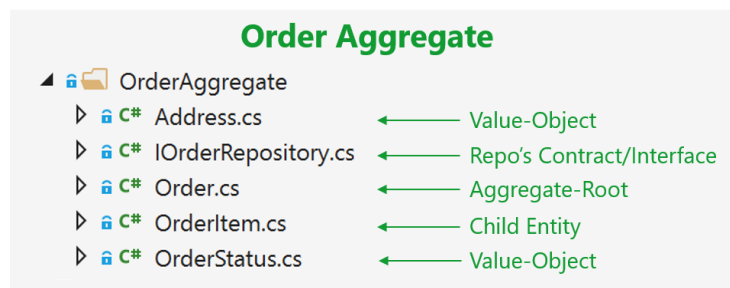 Order Aggregate
OrderAggregate
C# Address.cs Value-Object
C# IOrderRepository.cs Repo's Contract/Interface
C# Order.cs Aggregate-Root
C# OrderItem.cs Child Entity
C# OrderStatus.cs Value-Object